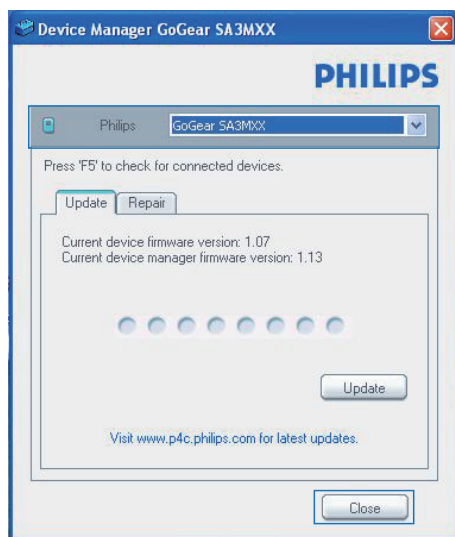 Device Manager GoGear SA3MXX
PHILIPS
Philips GoGear SA3MXX
Press 'F5' to check for connected devices.
Update Repair
Current device firmware version: 1.07
Current device manager firmware version: 1.13
Update
Visit www.p4c.philips.com for latest updates.
Close